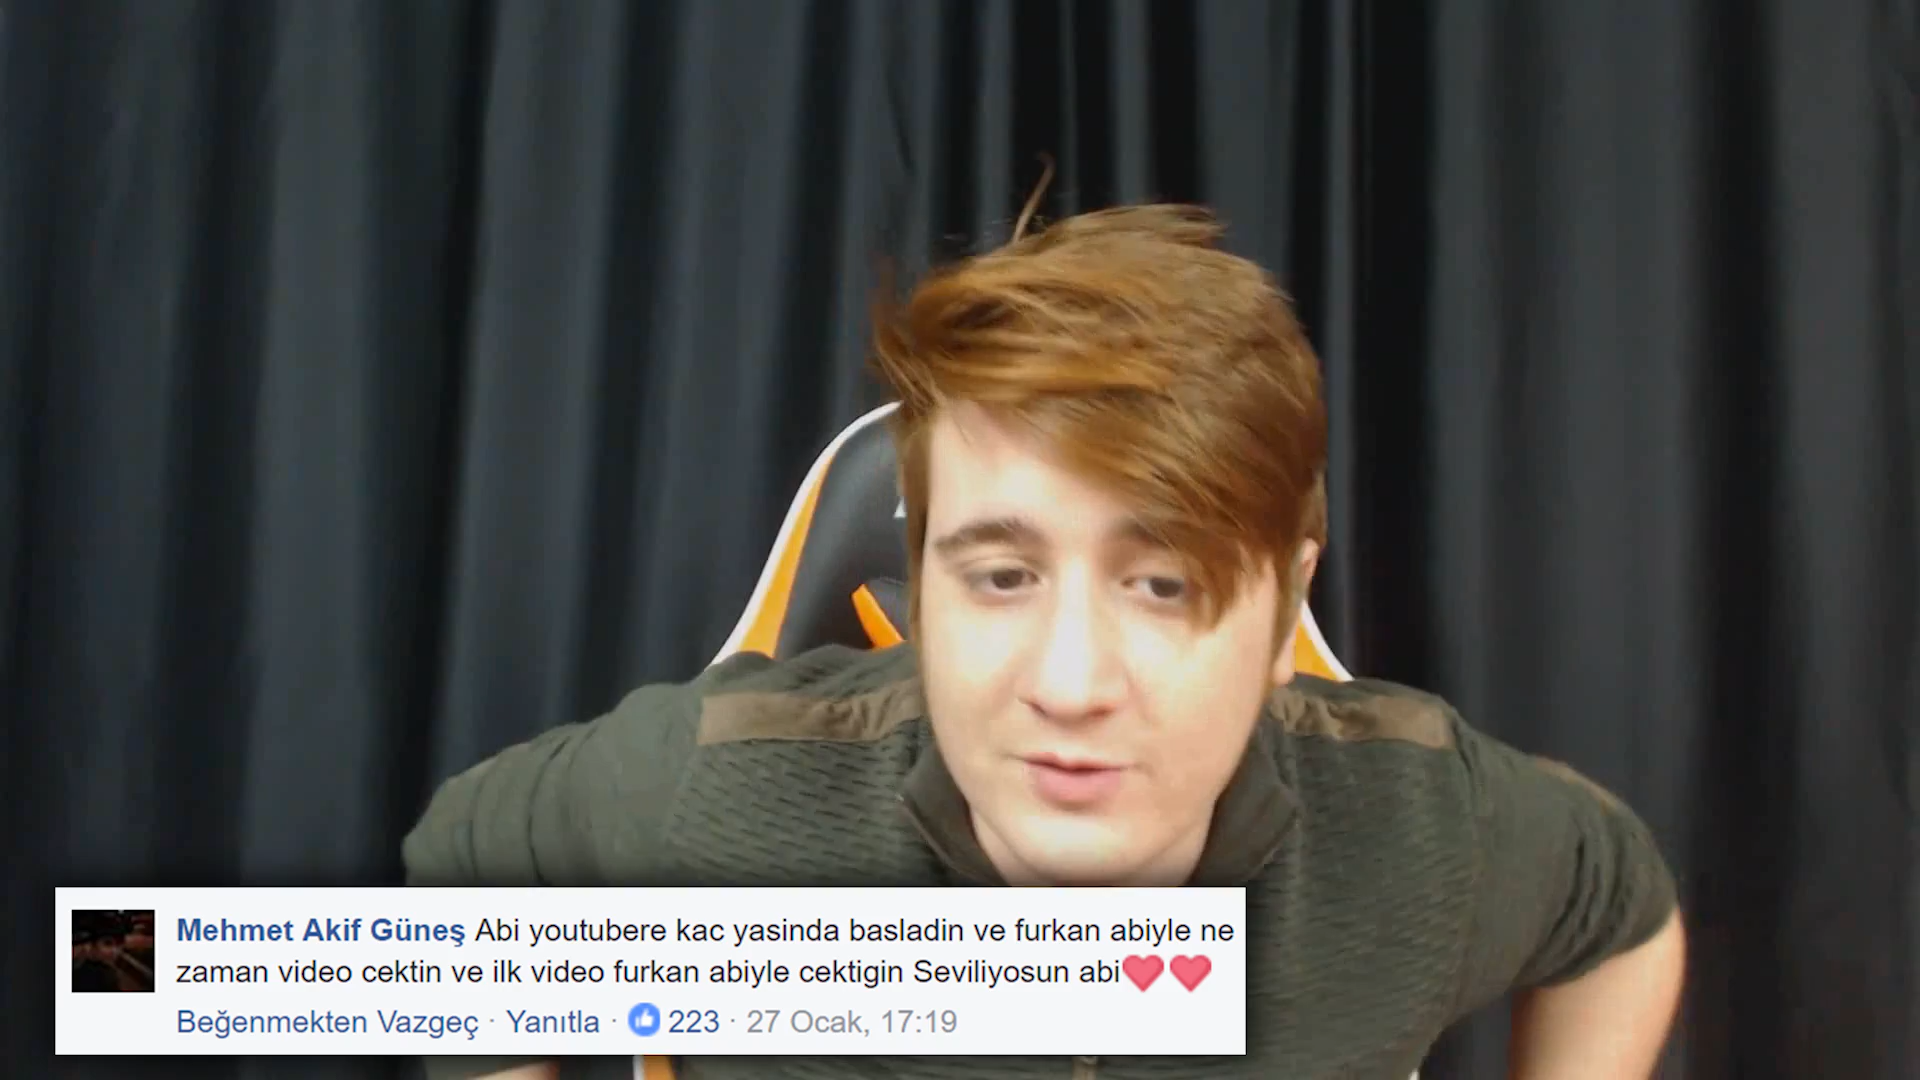 Mehmet Akif Güneş Abi youtubere kac yasinda basladin ve furkan abiyle ne
zaman video cektin ve ilk video furkan abiyle cektigin Seviliyosun abi❤❤
Beğenmekten Vazgeç · Yanıtla · 223 · 27 Ocak, 17:19